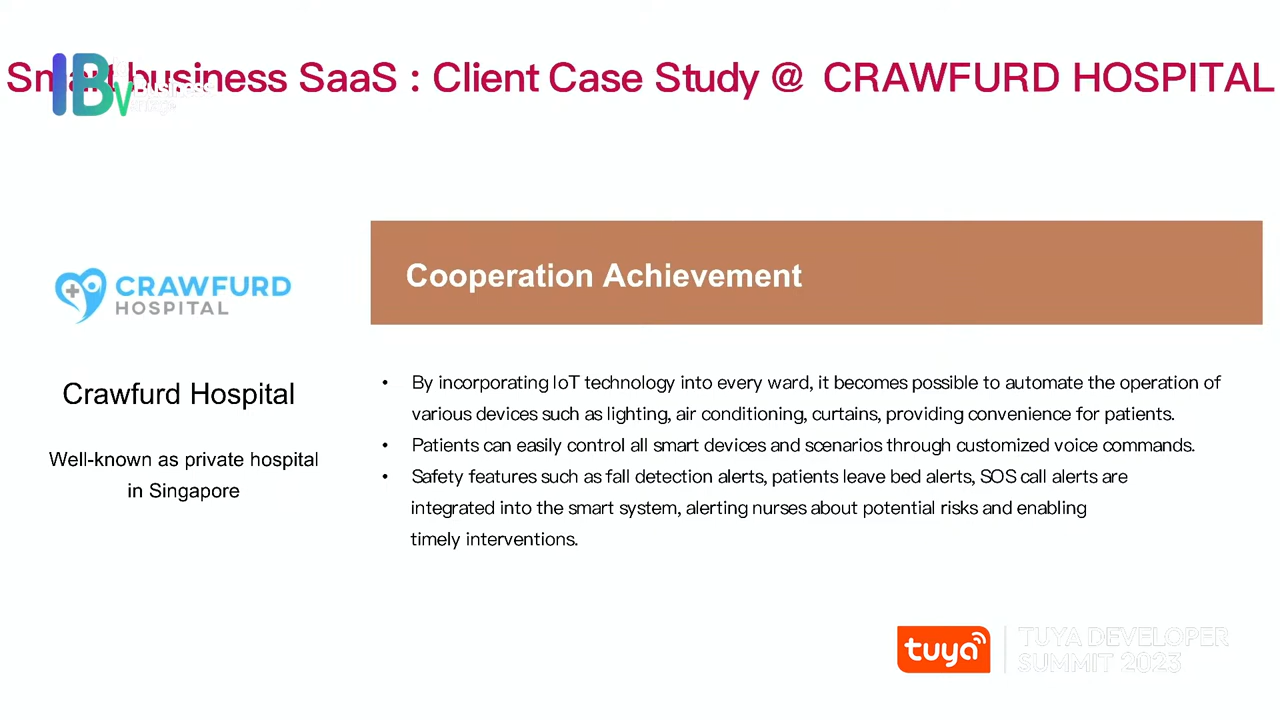 Smart business SaaS : Client Case Study @ CRAWFURD HOSPITAL
IBv
Business
CRAWFURD
HOSPITAL
Cooperation Achievement
Crawfurd Hospital
Well-known as private hospital
in Singapore
• By incorporating IoT technology into every ward, it becomes possible to automate the operation of
various devices such as lighting, air conditioning, curtains, providing convenience for patients.
• Patients can easily control all smart devices and scenarios through customized voice commands.
• Safety features such as fall detection alerts, patients leave bed alerts, SOS call alerts are
integrated into the smart system, alerting nurses about potential risks and enabling
timely interventions.
tuya
TUYA DEVELOPER
SUMMIT 2023